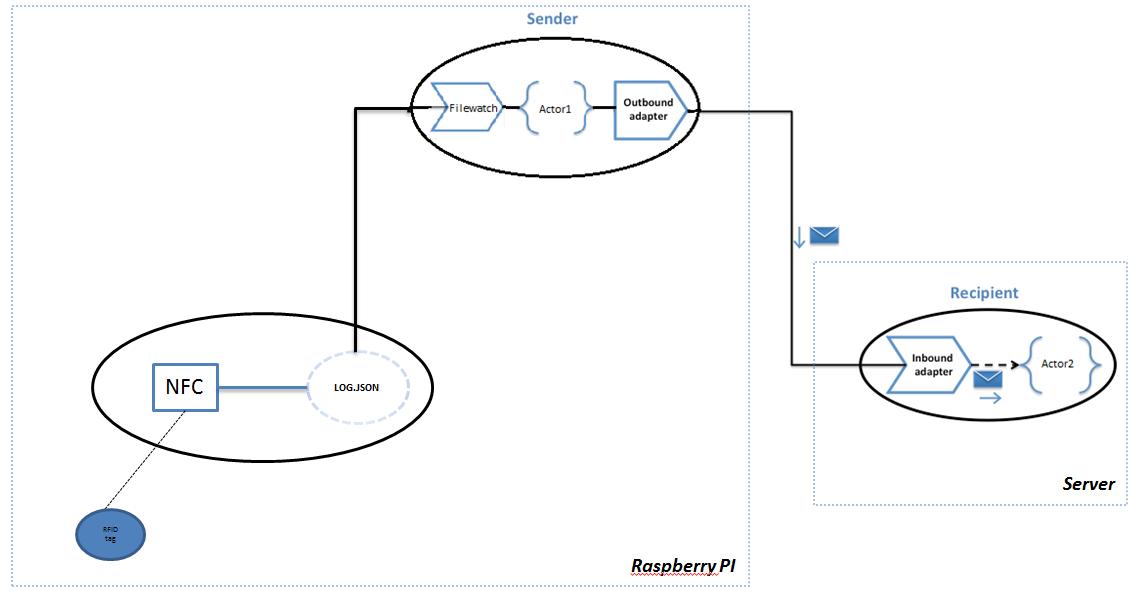 Sender
Filewatch
Actor1
Outbound
adapter
Recipient
Inbound
adapter
Actor2
Server
NFC
LOG.JSON
RFID
tag
Raspberry PI